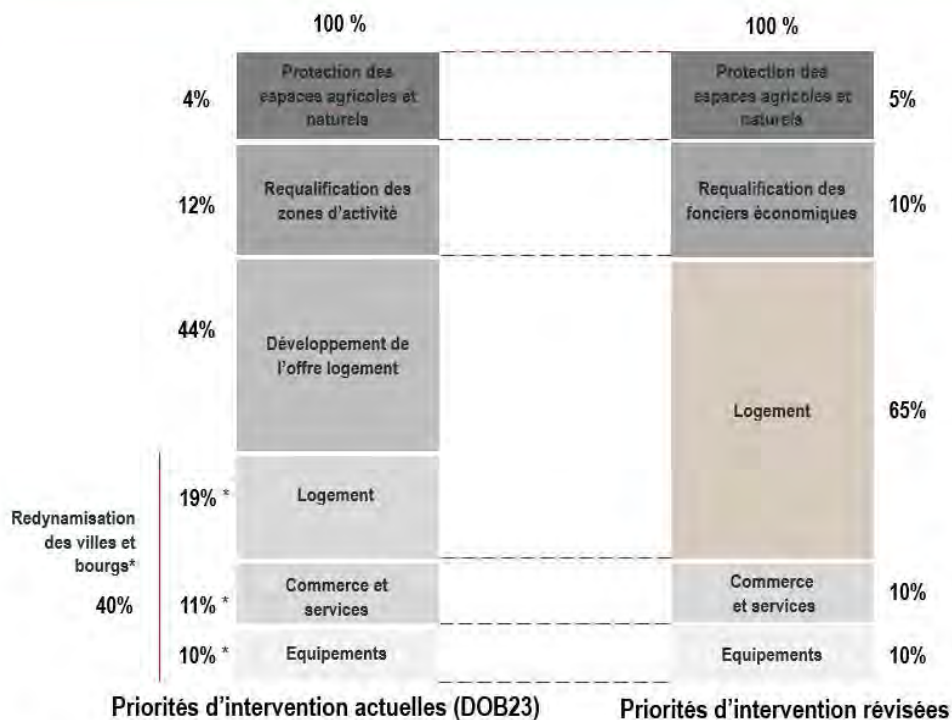 100 %
100 %
4%
Protection des
espaces agricoles et
naturels
Protection des
espaces agricoles et
naturels
5%
12%
Requalification des
zones d'activité
Requalification des
fonciers économiques
10%
44%
Développement de
l'offre logement
Logement
65%
Redynamisation
des villes et
bourgs*
40%
19% *
Logement
11% *
Commerce et
services
Commerce
et services
10%
10% *
Equipements
Equipements
10%
Priorités d'intervention actuelles (DOB23)
Priorités d'intervention révisées